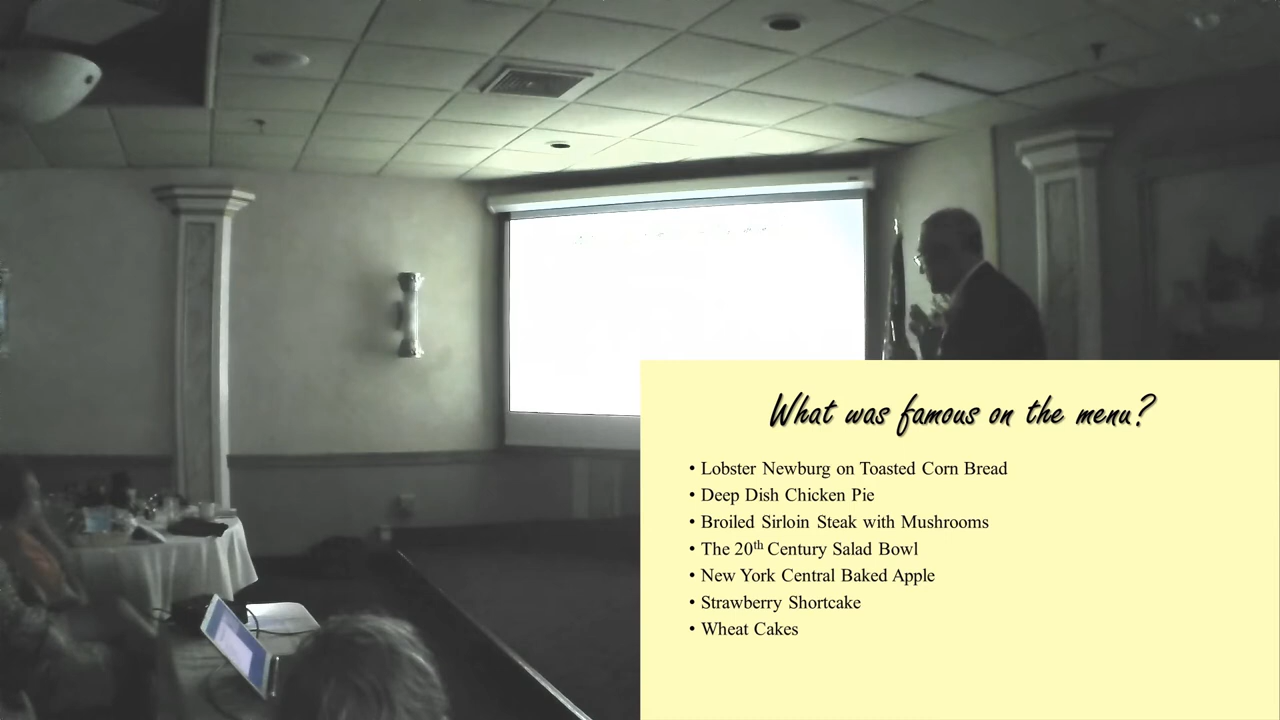 What was famous on the menu?
• Lobster Newburg on Toasted Corn Bread
• Deep Dish Chicken Pie
• Broiled Sirloin Steak with Mushrooms
• The 20th Century Salad Bowl
• New York Central Baked Apple
• Strawberry Shortcake
• Wheat Cakes